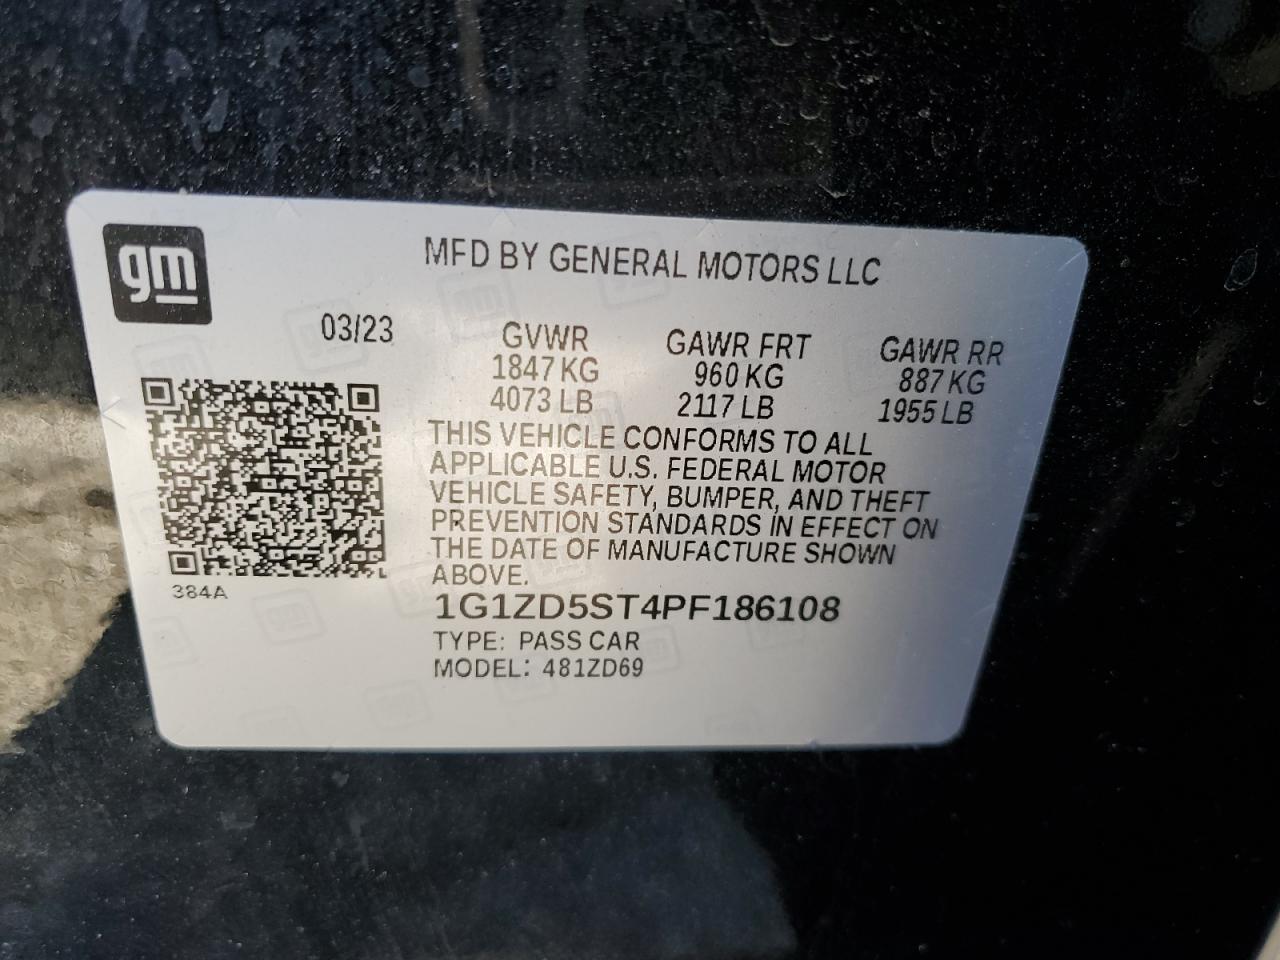 gm
MFD BY GENERAL MOTORS LLC
03/23 GVWR GAWR FRT GAWR RR
1847 KG 960 KG 887 KG
4073 LB 2117 LB 1955 LB
THIS VEHICLE CONFORMS TO ALL
APPLICABLE U.S. FEDERAL MOTOR
VEHICLE SAFETY, BUMPER, AND THEFT
PREVENTION STANDARDS IN EFFECT ON
THE DATE OF MANUFACTURE SHOWN
ABOVE.
384A
1G1ZD5ST4PF186108
TYPE: PASS CAR
MODEL: 481ZD69